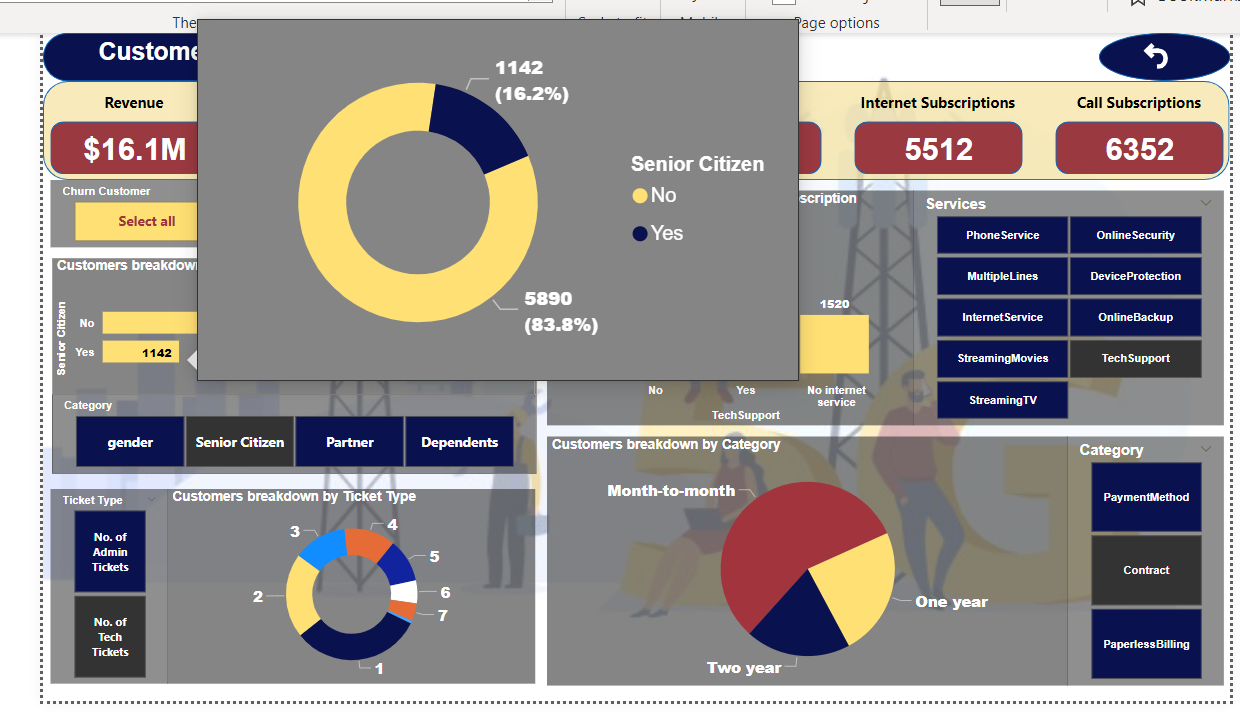 The
Page options
Custome
Revenue
$16.1M
Internet Subscriptions
5512
Call Subscriptions
6352
1142
(16.2%)
Senior Citizen
No
Yes
5890
(83.8%)
Churn Customer
Select all
Customers breakdown
Senior Citizen
No
Yes
1142
Category
gender
Senior Citizen
Partner
Dependents
scription
1520
No
Yes
No internet
service
TechSupport
Services
PhoneService
OnlineSecurity
MultipleLines
DeviceProtection
InternetService
OnlineBackup
StreamingMovies
TechSupport
StreamingTV
Ticket Type
No. of
Admin
Tickets
No. of
Tech
Tickets
Customers breakdown by Ticket Type
3
4
5
2
6
7
1
Customers breakdown by Category
Month-to-month
One year
Two year
Category
PaymentMethod
Contract
PaperlessBilling